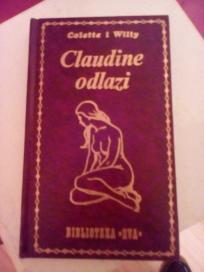 Colette i Willy
Claudine
odlazi
BIBLIOTEKA »EVA«